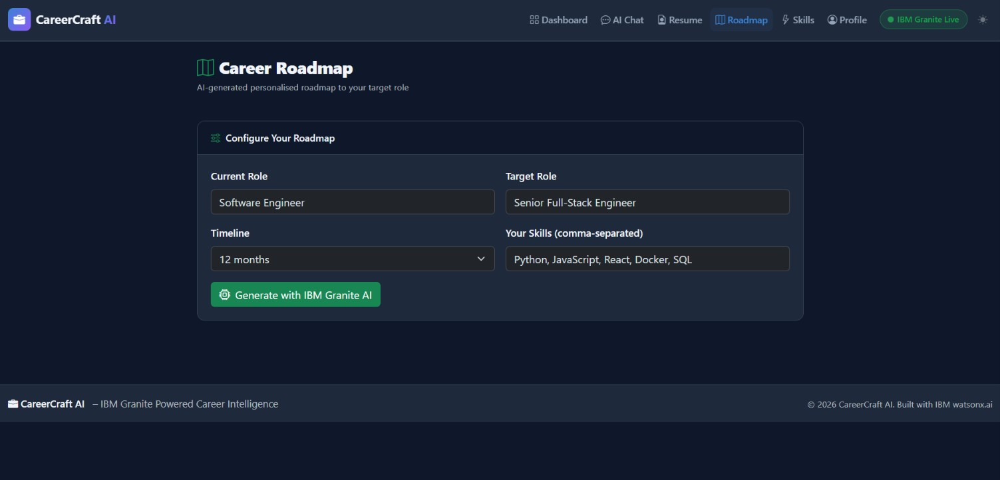 CareerCraft AI
Dashboard AI Chat Resume Roadmap Skills Profile IBM Granite Live
Career Roadmap
AI-generated personalised roadmap to your target role
Configure Your Roadmap
Current Role
Software Engineer
Target Role
Senior Full-Stack Engineer
Timeline
12 months
Your Skills (comma-separated)
Python, JavaScript, React, Docker, SQL
Generate with IBM Granite AI
CareerCraft AI – IBM Granite Powered Career Intelligence
© 2026 CareerCraft AI. Built with IBM watsonx.ai